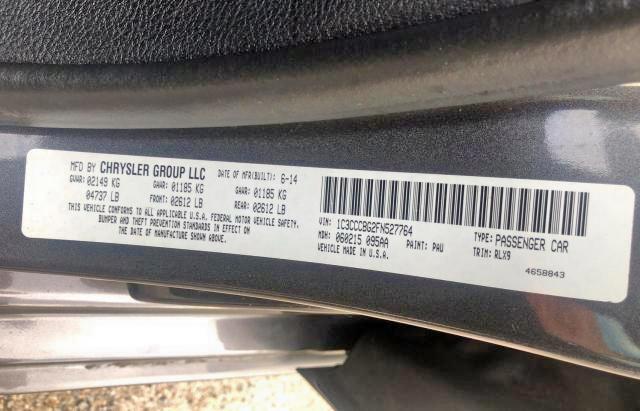 MFD BY CHRYSLER GROUP LLC DATE OF MFR(BUILT): 6-14
GVWR: 02149 KG GAWR: 01185 KG GAWR: 01185 KG
04737 LB FRONT: 02612 LB REAR: 02612 LB
THIS VEHICLE CONFORMS TO ALL APPLICABLE U.S.A. FEDERAL MOTOR VEHICLE SAFETY,
BUMPER AND THEFT PREVENTION STANDARDS IN EFFECT ON
THE DATE OF MANUFACTURE SHOWN ABOVE.
VIN: 1C3CCCBG2FN527764 TYPE: PASSENGER CAR
MDH: 060215 095AA PAINT: PAU TRIM: RLX9
VEHICLE MADE IN U.S.A.
4658843